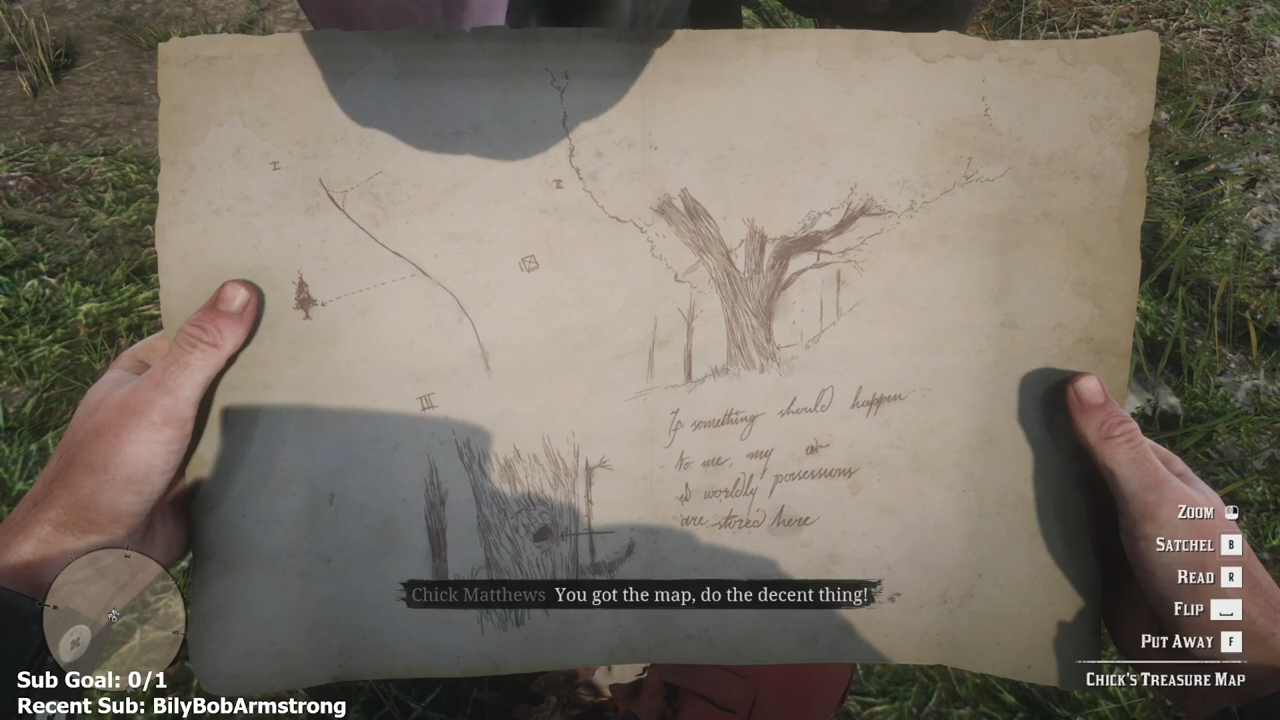 I
I
III
If something should happen
to me, my
worldly possessions
are stored here
Chick Matthews You got the map, do the decent thing!
Zoom
Satchel B
Read R
Flip
Put Away F
Chick's Treasure Map
Sub Goal: 0/1
Recent Sub: BilyBobArmstrong